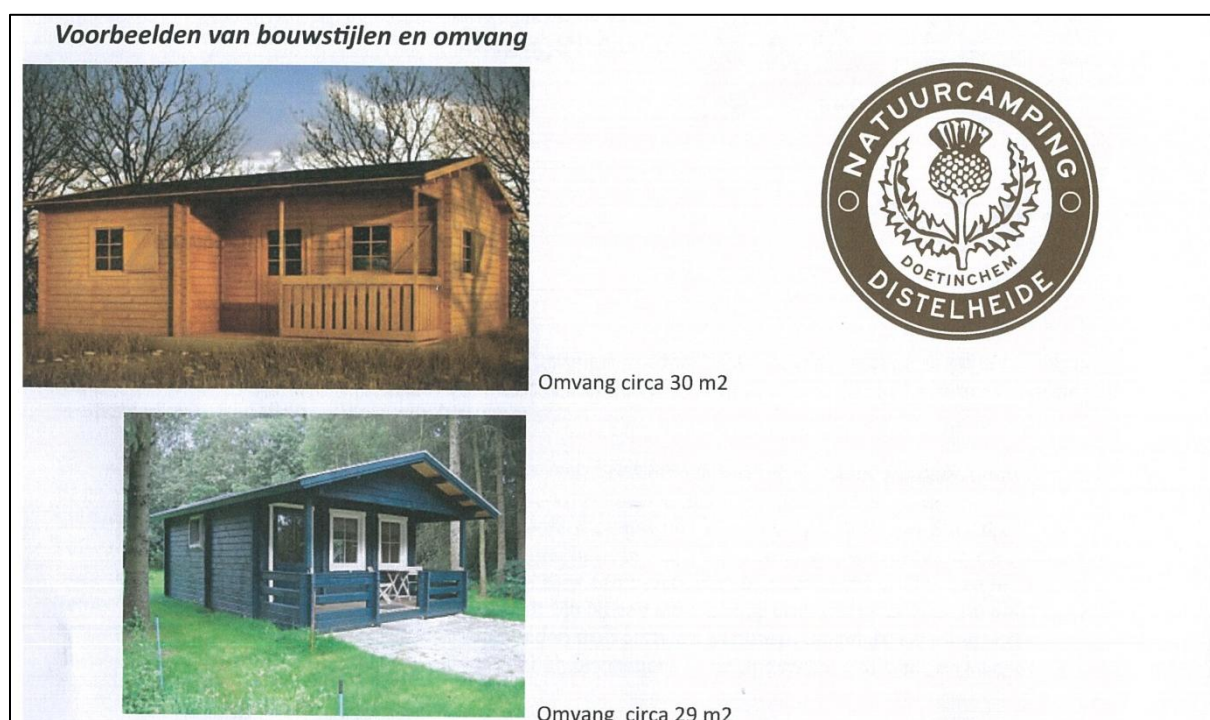 Voorbeelden van bouwstijlen en omvang
NATUURCAMPING
DOETINCHEM
DISTELHEIDE
Omvang circa 30 m2
Omvang circa 29 m2